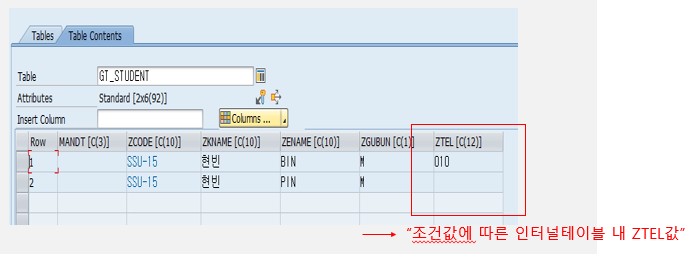 Tables Table Contents
Table GT_STUDENT
Attributes Standard [2x6(92)]
Insert Column Columns ...
Row MANDT [C(3)] ZCODE [C(10)] ZKNAME [C(10)] ZENAME [C(10)] ZGUBUN [C(1)] ZTEL [C(12)]
1 SSU-15 현빈 BIN M 010
2 SSU-15 현빈 PIN M
“조건값에 따른 인터널테이블 내 ZTEL값”